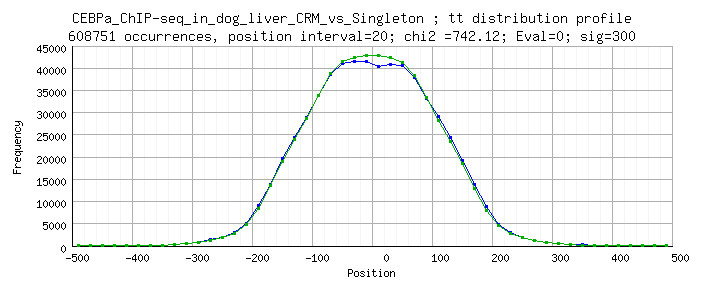 CEBPa_ChIP-seq_in_dog_liver_CRM_vs_Singleton ; tt distribution profile
608751 occurrences, position interval=20; chi2 =742.12; Eval=0; sig=300
45000
40000
35000
30000
25000
20000
15000
10000
5000
0
Frequency
-500 -400 -300 -200 -100 0 100 200 300 400 500
Position